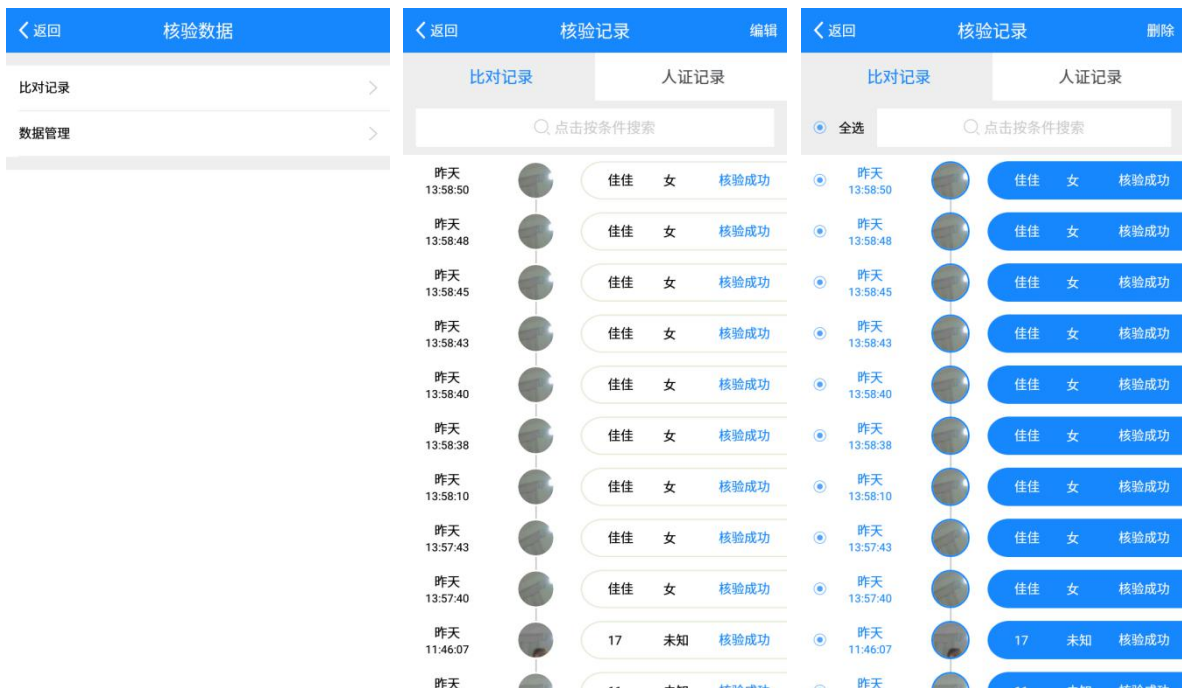 返回 核验数据
比对记录
数据管理
返回 核验记录 编辑
比对记录 人证记录
点击按条件搜索
昨天
13:58:50
佳佳 女 核验成功
昨天
13:58:48
佳佳 女 核验成功
昨天
13:58:45
佳佳 女 核验成功
昨天
13:58:43
佳佳 女 核验成功
昨天
13:58:40
佳佳 女 核验成功
昨天
13:58:38
佳佳 女 核验成功
昨天
13:58:10
佳佳 女 核验成功
昨天
13:57:43
佳佳 女 核验成功
昨天
13:57:40
佳佳 女 核验成功
昨天
11:46:07
17 未知 核验成功
昨天
返回 核验记录 删除
比对记录 人证记录
全选 点击按条件搜索
昨天
13:58:50
佳佳 女 核验成功
昨天
13:58:48
佳佳 女 核验成功
昨天
13:58:45
佳佳 女 核验成功
昨天
13:58:43
佳佳 女 核验成功
昨天
13:58:40
佳佳 女 核验成功
昨天
13:58:38
佳佳 女 核验成功
昨天
13:58:10
佳佳 女 核验成功
昨天
13:57:43
佳佳 女 核验成功
昨天
13:57:40
佳佳 女 核验成功
昨天
11:46:07
17 未知 核验成功
昨天